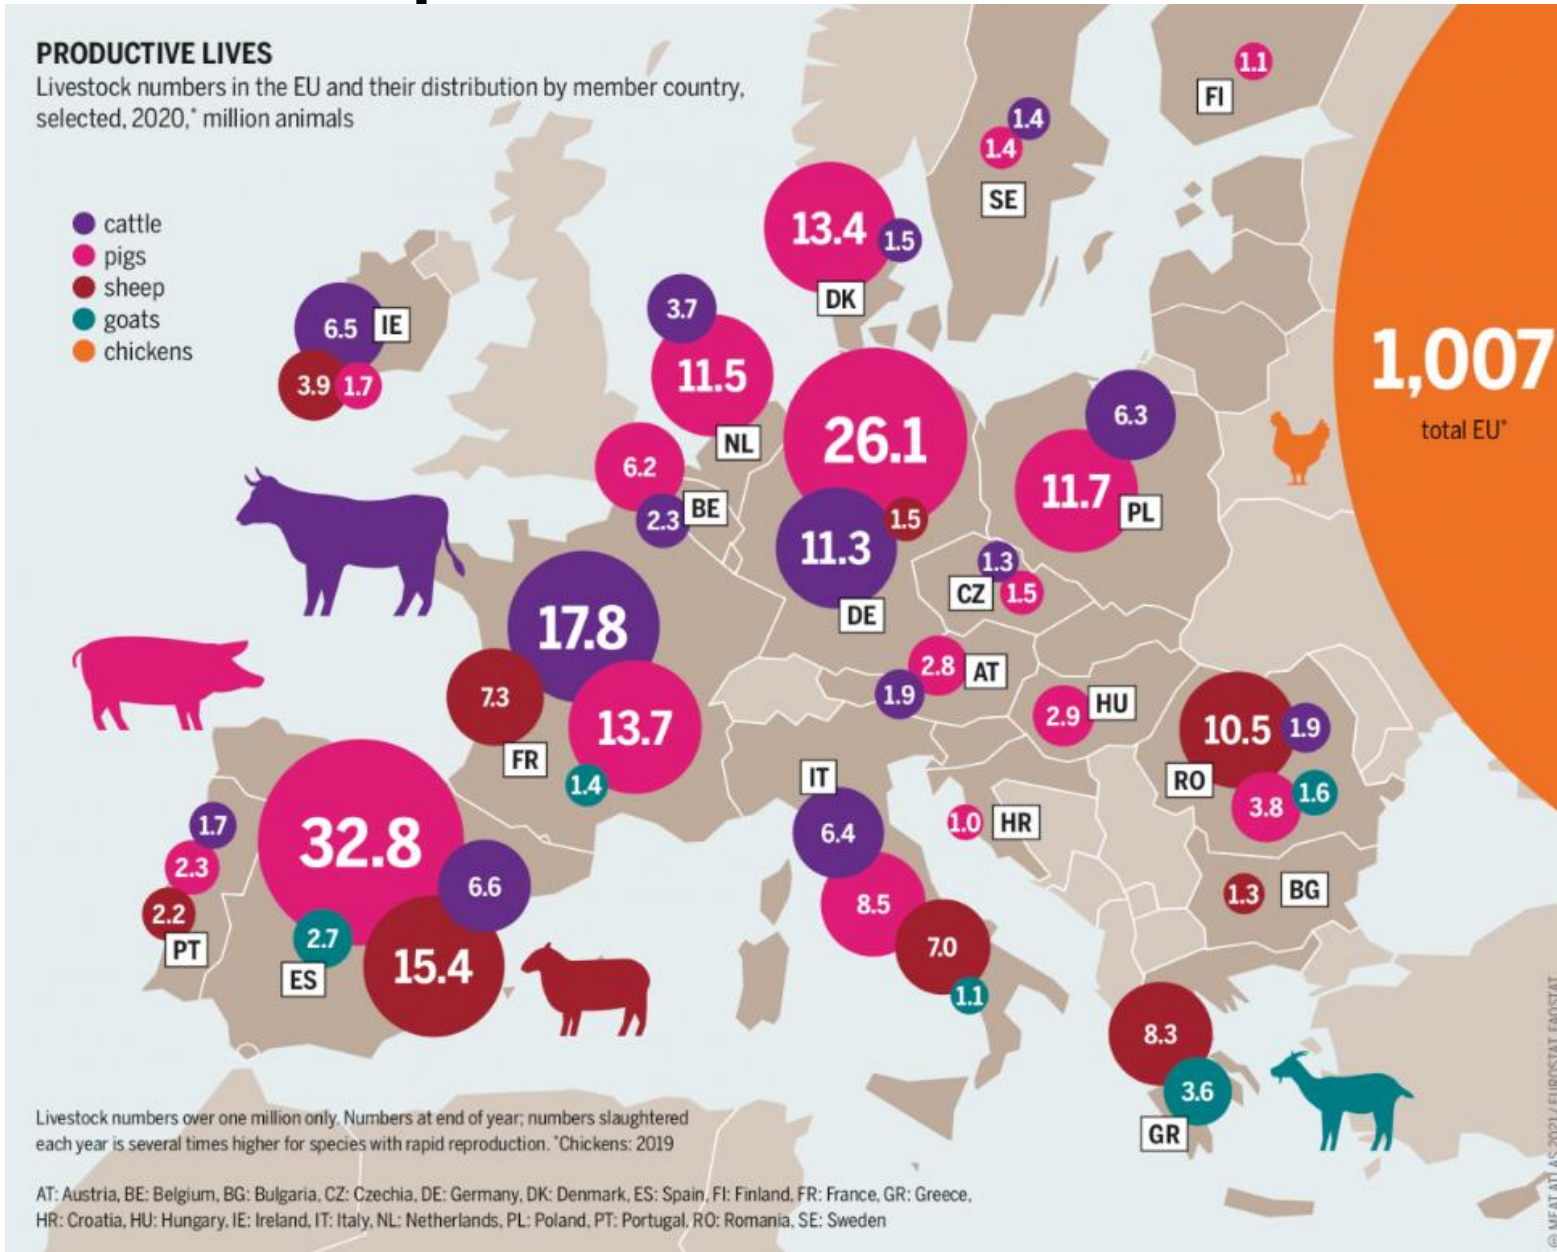 PRODUCTIVE LIVES
Livestock numbers in the EU and their distribution by member country,
selected, 2020,* million animals
cattle
pigs
sheep
goats
chickens
1.1
FI
1.4
1.4
SE
13.4
1.5
DK
6.5
IE
3.9
1.7
3.7
11.5
NL
26.1
11.3
1.5
DE
6.3
11.7
PL
1,007
total EU*
6.2
2.3
BE
1.3
CZ
1.5
17.8
7.3
13.7
FR
1.4
2.8
AT
1.9
2.9
HU
10.5
1.9
RO
3.8
1.6
1.7
2.3
2.2
PT
32.8
6.6
2.7
15.4
ES
IT
6.4
8.5
7.0
1.1
1.0
HR
1.3
BG
8.3
3.6
GR
Livestock numbers over one million only. Numbers at end of year; numbers slaughtered
each year is several times higher for species with rapid reproduction. *Chickens: 2019
AT: Austria, BE: Belgium, BG: Bulgaria, CZ: Czechia, DE: Germany, DK: Denmark, ES: Spain, FI: Finland, FR: France, GR: Greece,
HR: Croatia, HU: Hungary, IE: Ireland, IT: Italy, NL: Netherlands, PL: Poland, PT: Portugal, RO: Romania, SE: Sweden
© MEAT ATLAS 2021 / EUROSTAT, FAOSTAT